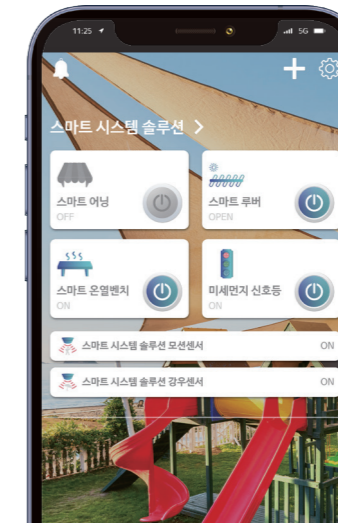 11:25
5G
스마트 시스템 솔루션 >
스마트 어닝
OFF
스마트 루버
OPEN
스마트 온열벤치
ON
미세먼지 신호등
ON
스마트 시스템 솔루션 모션센서 ON
스마트 시스템 솔루션 강우센서 ON